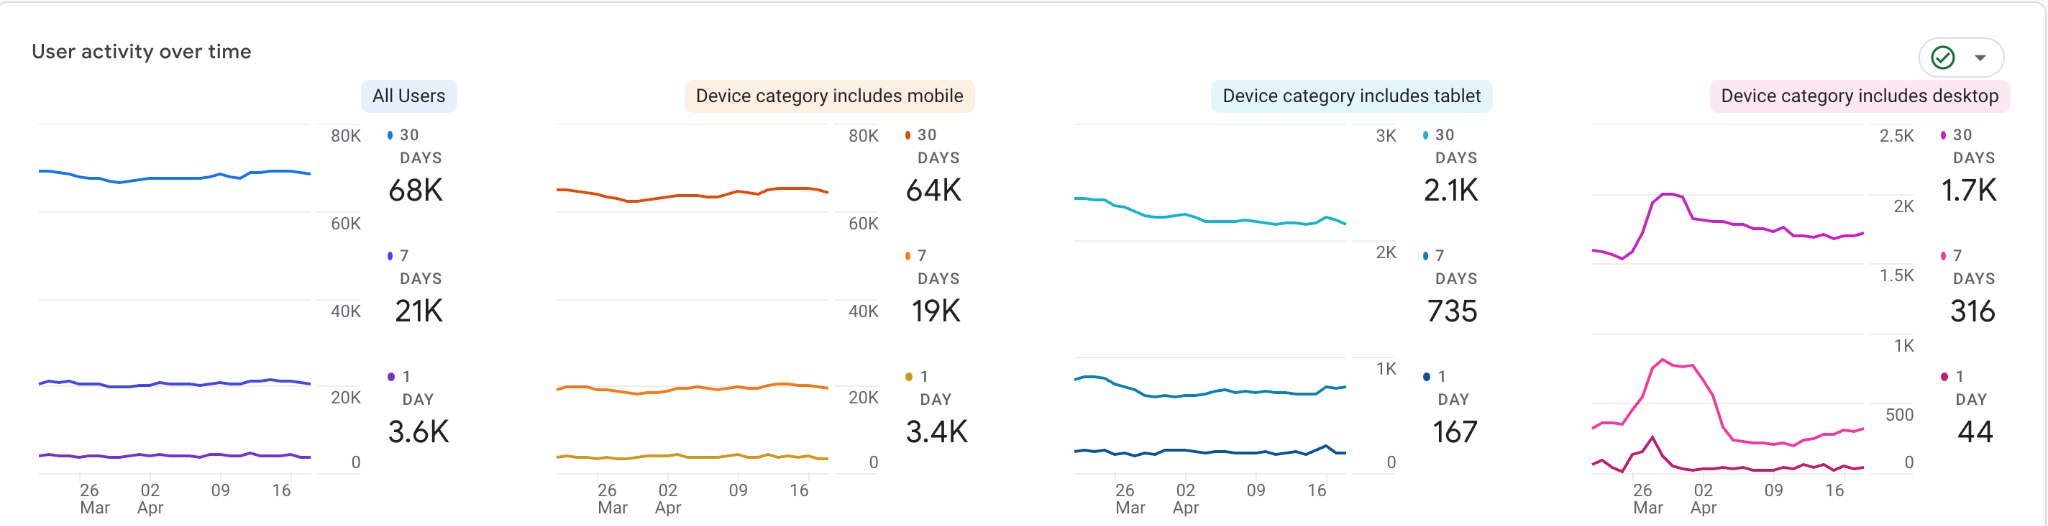 User activity over time
All Users
80K
60K
40K
20K
0
26
Mar
02
Apr
09
16
30
DAYS
68K
7
DAYS
21K
1
DAY
3.6K
Device category includes mobile
80K
60K
40K
20K
0
26
Mar
02
Apr
09
16
30
DAYS
64K
7
DAYS
19K
1
DAY
3.4K
Device category includes tablet
3K
2K
1K
0
26
Mar
02
Apr
09
16
30
DAYS
2.1K
7
DAYS
735
1
DAY
167
Device category includes desktop
2.5K
2K
1.5K
1K
500
0
26
Mar
02
Apr
09
16
30
DAYS
1.7K
7
DAYS
316
1
DAY
44